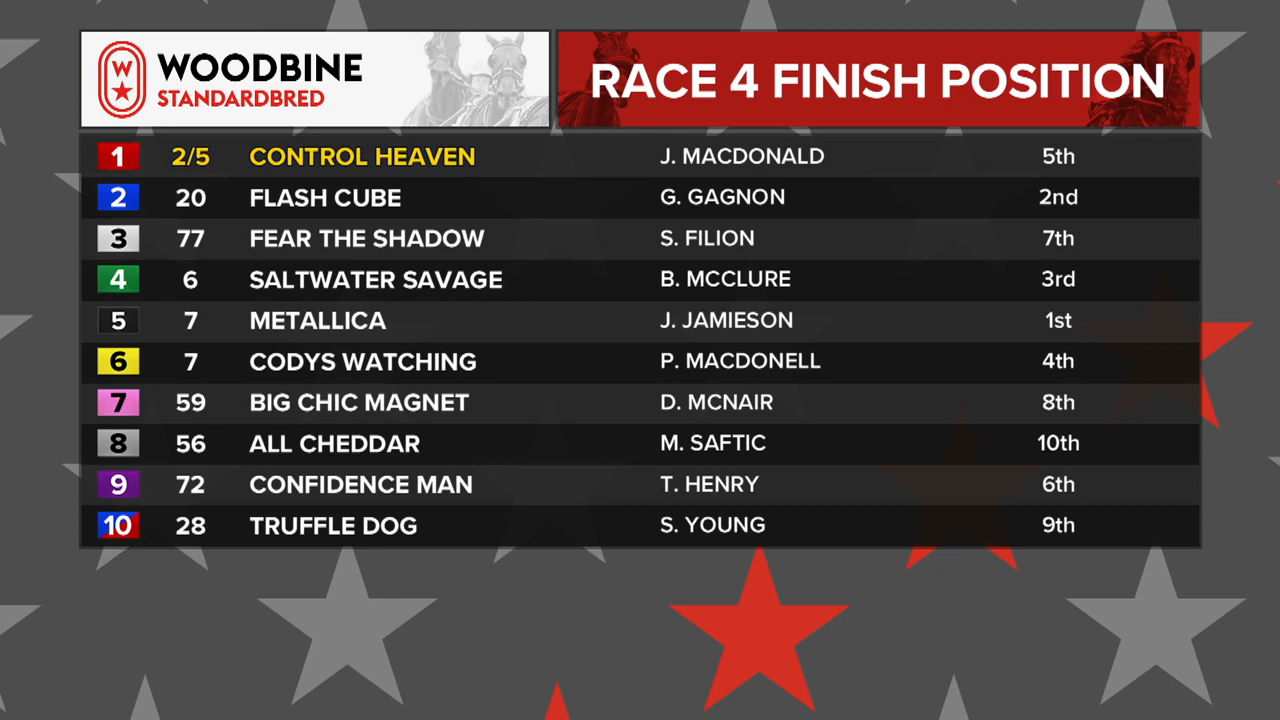 W
WOODBINE
STANDARDBRED
RACE 4 FINISH POSITION
1 2/5 CONTROL HEAVEN J. MACDONALD 5th
2 20 FLASH CUBE G. GAGNON 2nd
3 77 FEAR THE SHADOW S. FILION 7th
4 6 SALTWATER SAVAGE B. MCCLURE 3rd
5 7 METALLICA J. JAMIESON 1st
6 7 CODYS WATCHING P. MACDONELL 4th
7 59 BIG CHIC MAGNET D. MCNAIR 8th
8 56 ALL CHEDDAR M. SAFTIC 10th
9 72 CONFIDENCE MAN T. HENRY 6th
10 28 TRUFFLE DOG S. YOUNG 9th